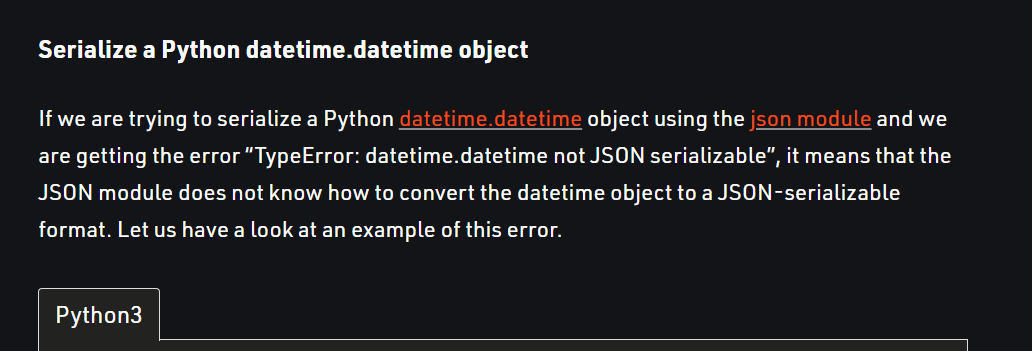 Serialize a Python datetime.datetime object
If we are trying to serialize a Python datetime.datetime object using the json module and we
are getting the error “TypeError: datetime.datetime not JSON serializable”, it means that the
JSON module does not know how to convert the datetime object to a JSON-serializable
format. Let us have a look at an example of this error.
Python3